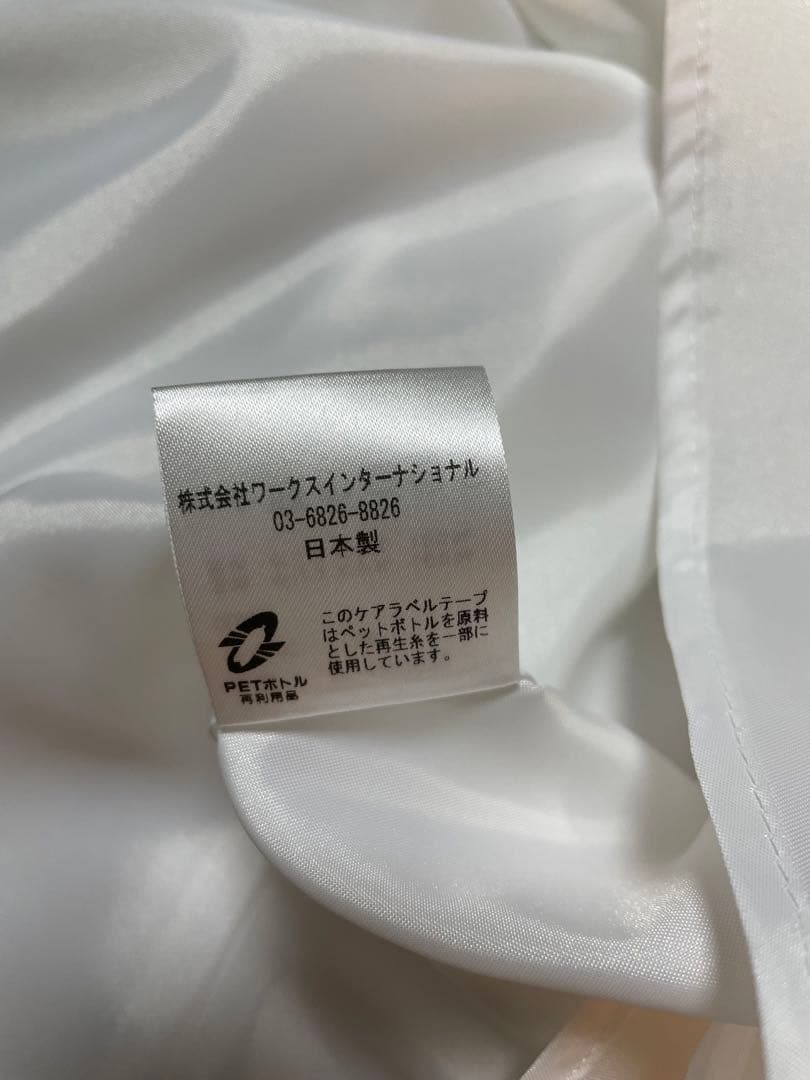 株式会社ワークスインターナショナル
03-6826-8826
日本製
このケアラベルテープ
はペットボトルを原料
とした再生糸を一部に
使用しています。
PETボトル
再利用品